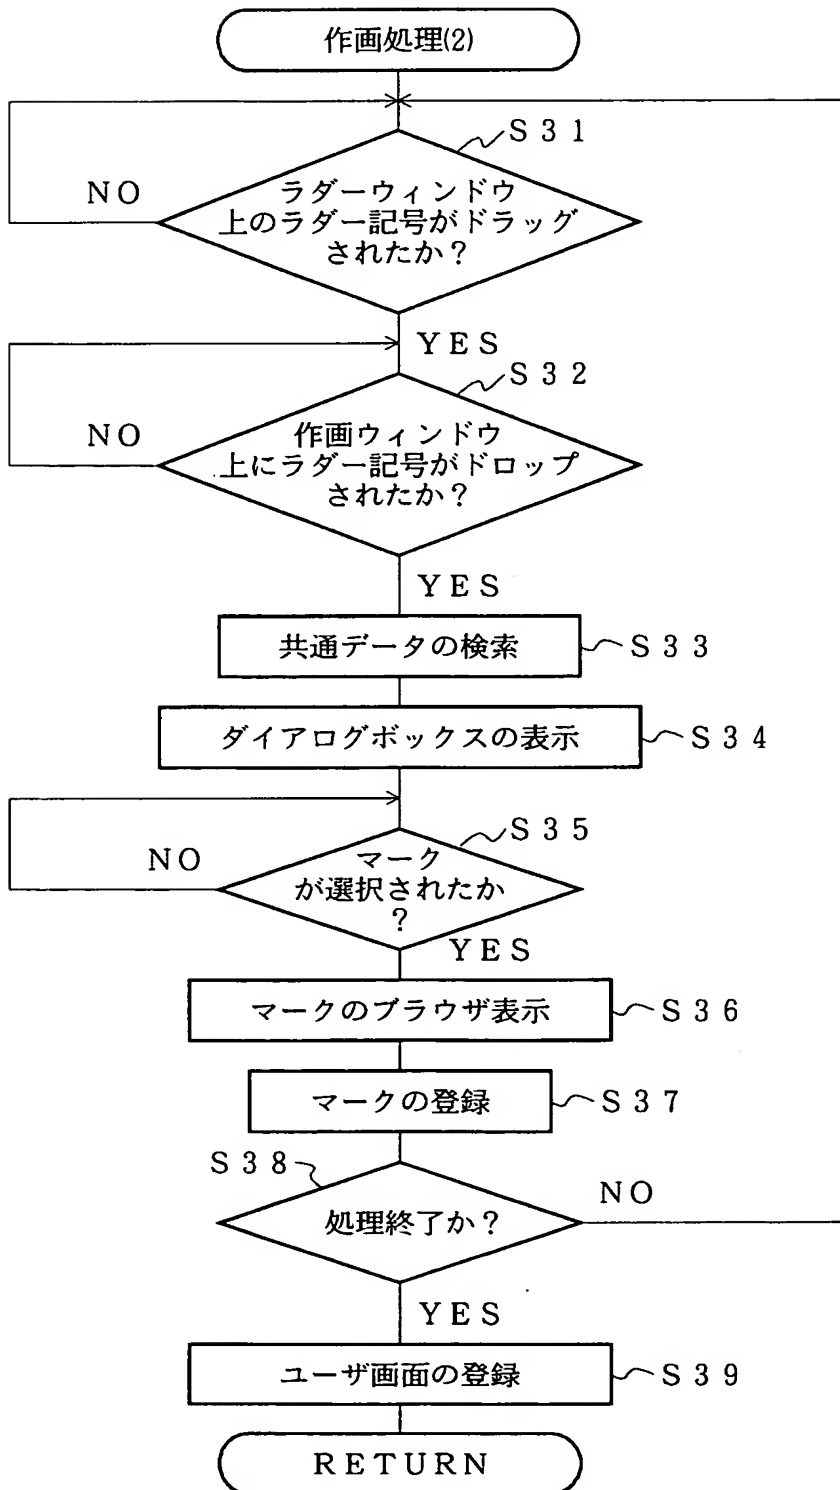 作画処理(2)
S31
NO
ラダーウィンドウ
上のラダー記号がドラッグ
されたか?
YES
S32
NO
作画ウィンドウ
上にラダー記号がドロップ
されたか?
YES
共通データの検索
S33
ダイアログボックスの表示
S34
S35
NO
マーク
が選択されたか
?
YES
マークのブラウザ表示
S36
マークの登録
S37
S38
NO
処理終了か?
YES
ユーザ画面の登録
S39
RETURN